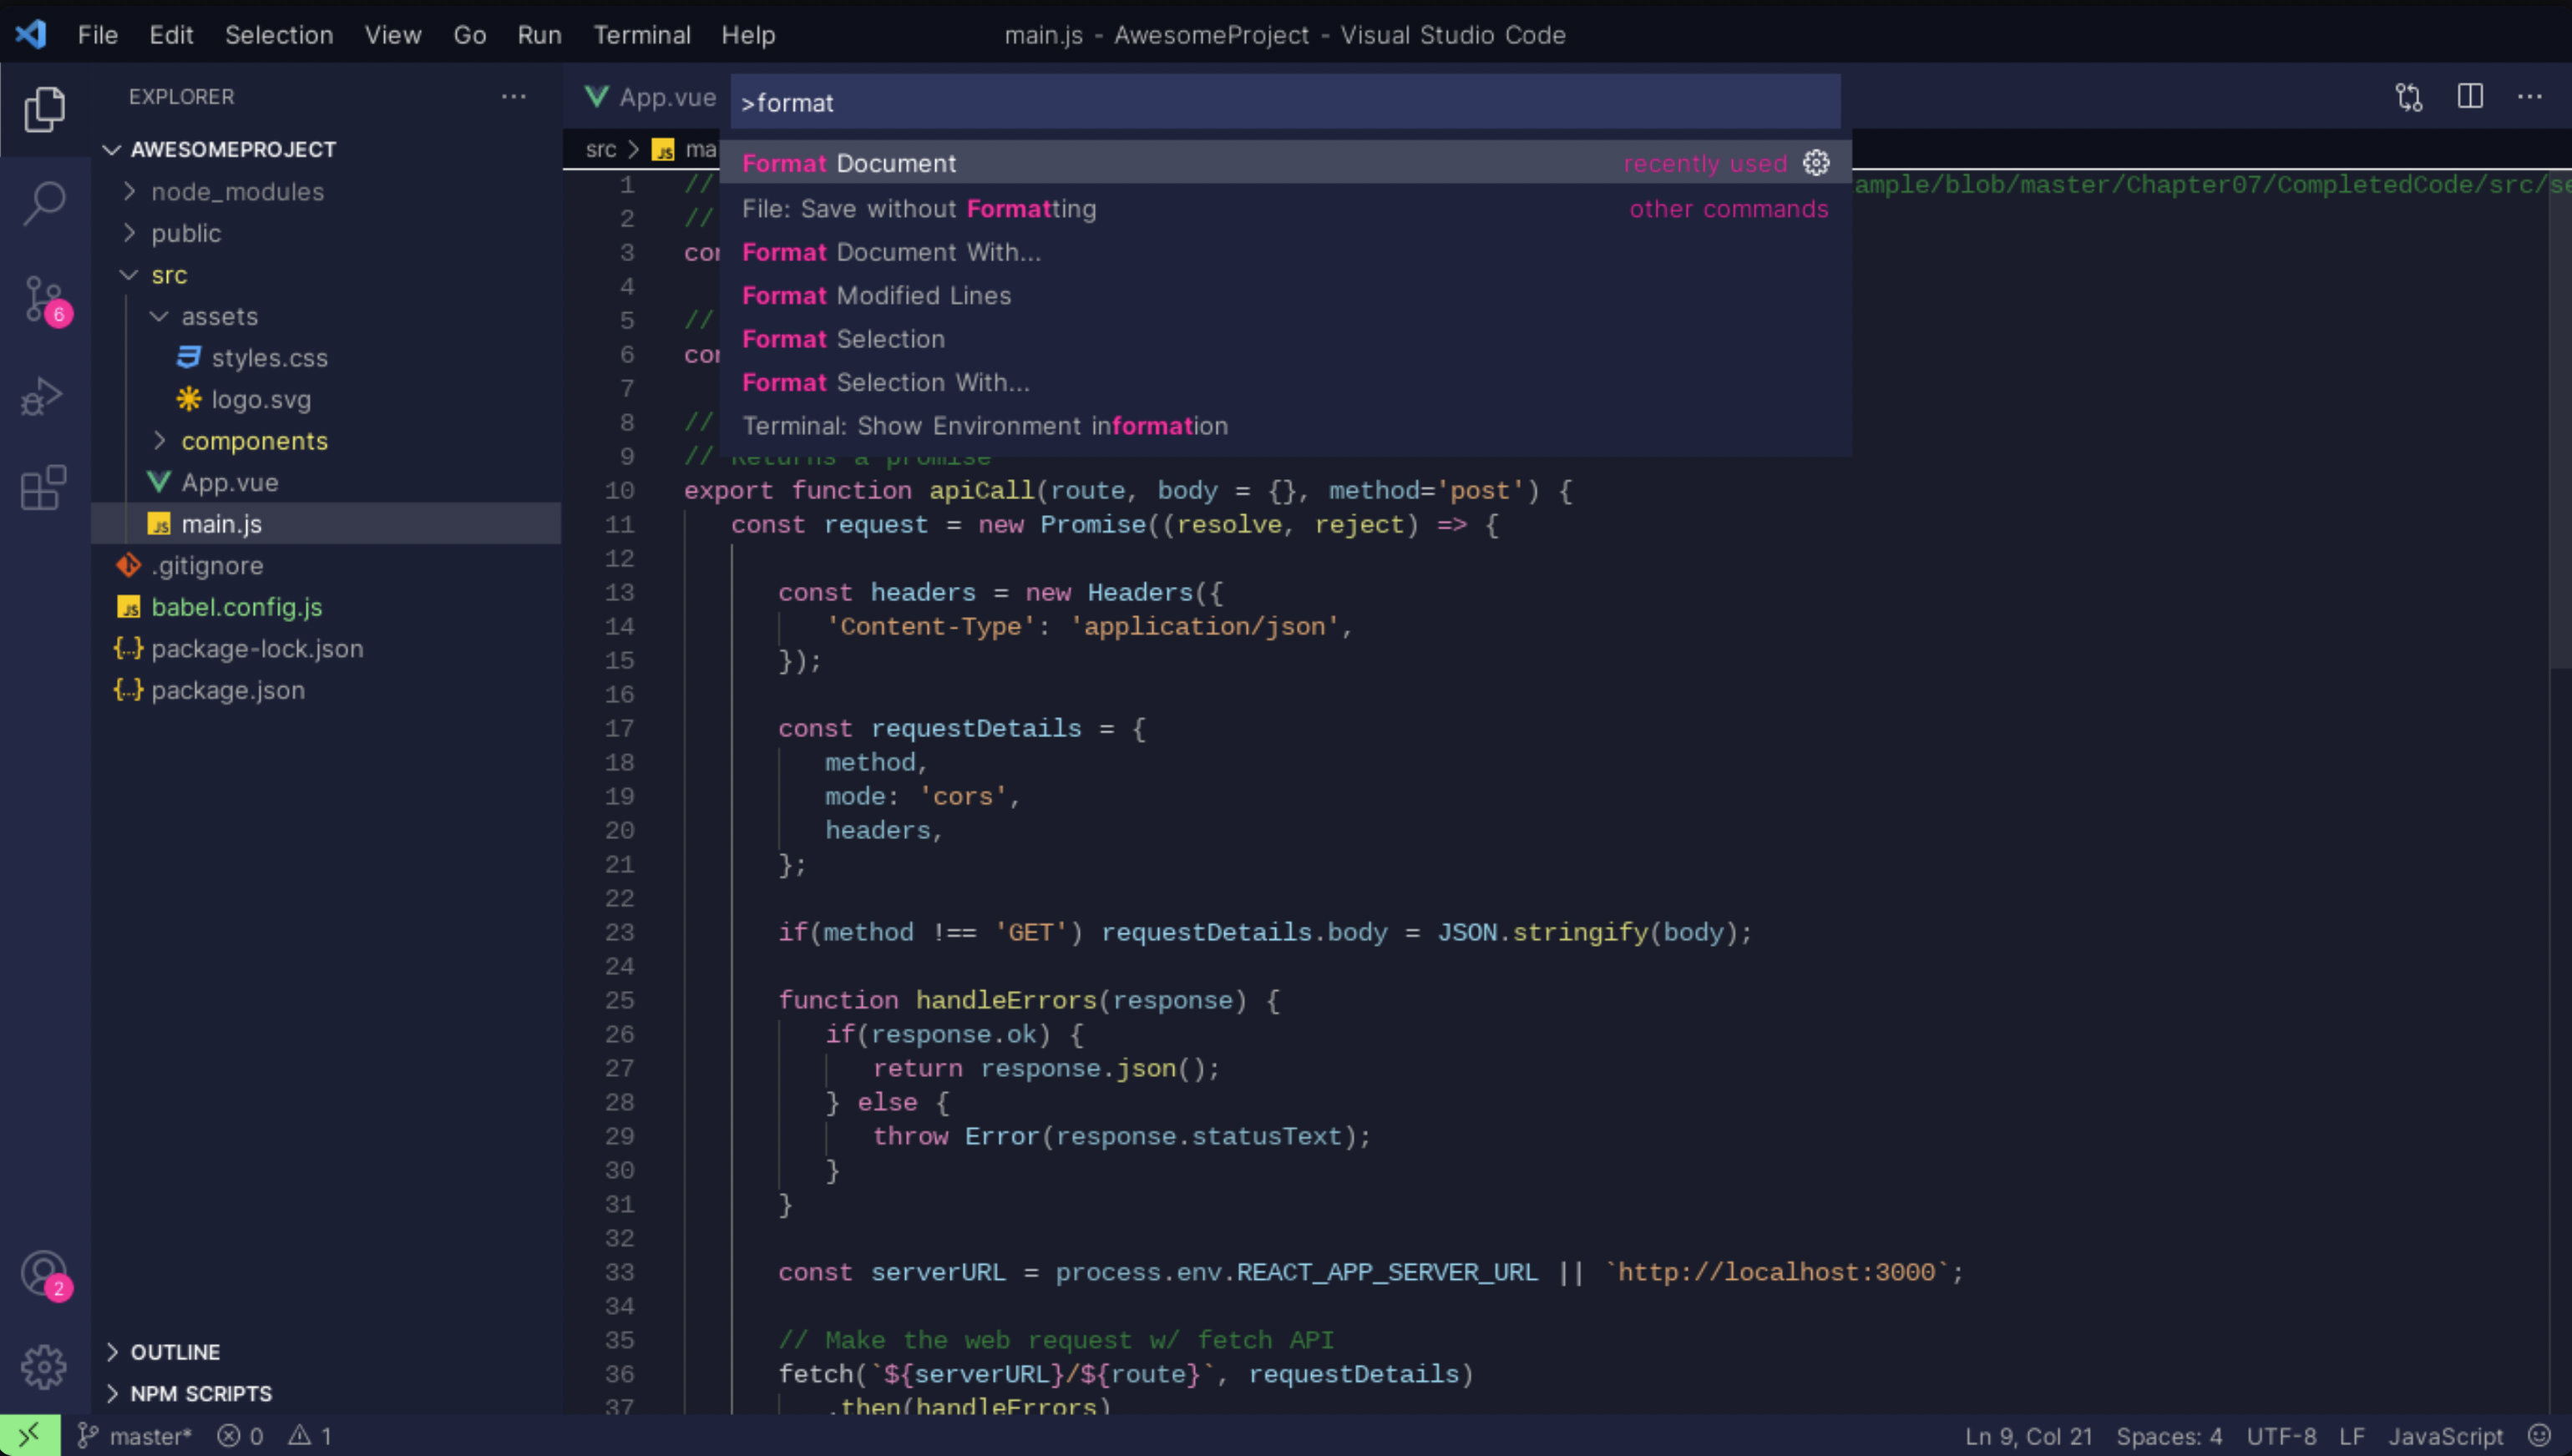 File Edit Selection View Go Run Terminal Help
main.js - AwesomeProject - Visual Studio Code
EXPLORER
AWESOMEPROJECT
node_modules
public
src
assets
styles.css
logo.svg
components
App.vue
JS main.js
.gitignore
JS babel.config.js
{...} package-lock.json
{...} package.json
OUTLINE
NPM SCRIPTS
6
2
App.vue
>format
src > JS ma
Format Document recently used
File: Save without Formatting other commands
Format Document With...
Format Modified Lines
Format Selection
Format Selection With...
Terminal: Show Environment information
1 // ample/blob/master/Chapter07/CompletedCode/src/se
2 //
3 con
4
5 //
6 con
7
8 //
9 // Returns a promise
10 export function apiCall(route, body = {}, method='post') {
11 const request = new Promise((resolve, reject) => {
12
13 const headers = new Headers({
14 'Content-Type': 'application/json',
15 });
16
17 const requestDetails = {
18 method,
19 mode: 'cors',
20 headers,
21 };
22
23 if(method !== 'GET') requestDetails.body = JSON.stringify(body);
24
25 function handleErrors(response) {
26 if(response.ok) {
27 return response.json();
28 } else {
29 throw Error(response.statusText);
30 }
31 }
32
33 const serverURL = process.env.REACT_APP_SERVER_URL || `http://localhost:3000`;
34
35 // Make the web request w/ fetch API
36 fetch(`${serverURL}/${route}`, requestDetails)
37 .then(handleErrors)
master* 0 1
Ln 9, Col 21 Spaces: 4 UTF-8 LF JavaScript